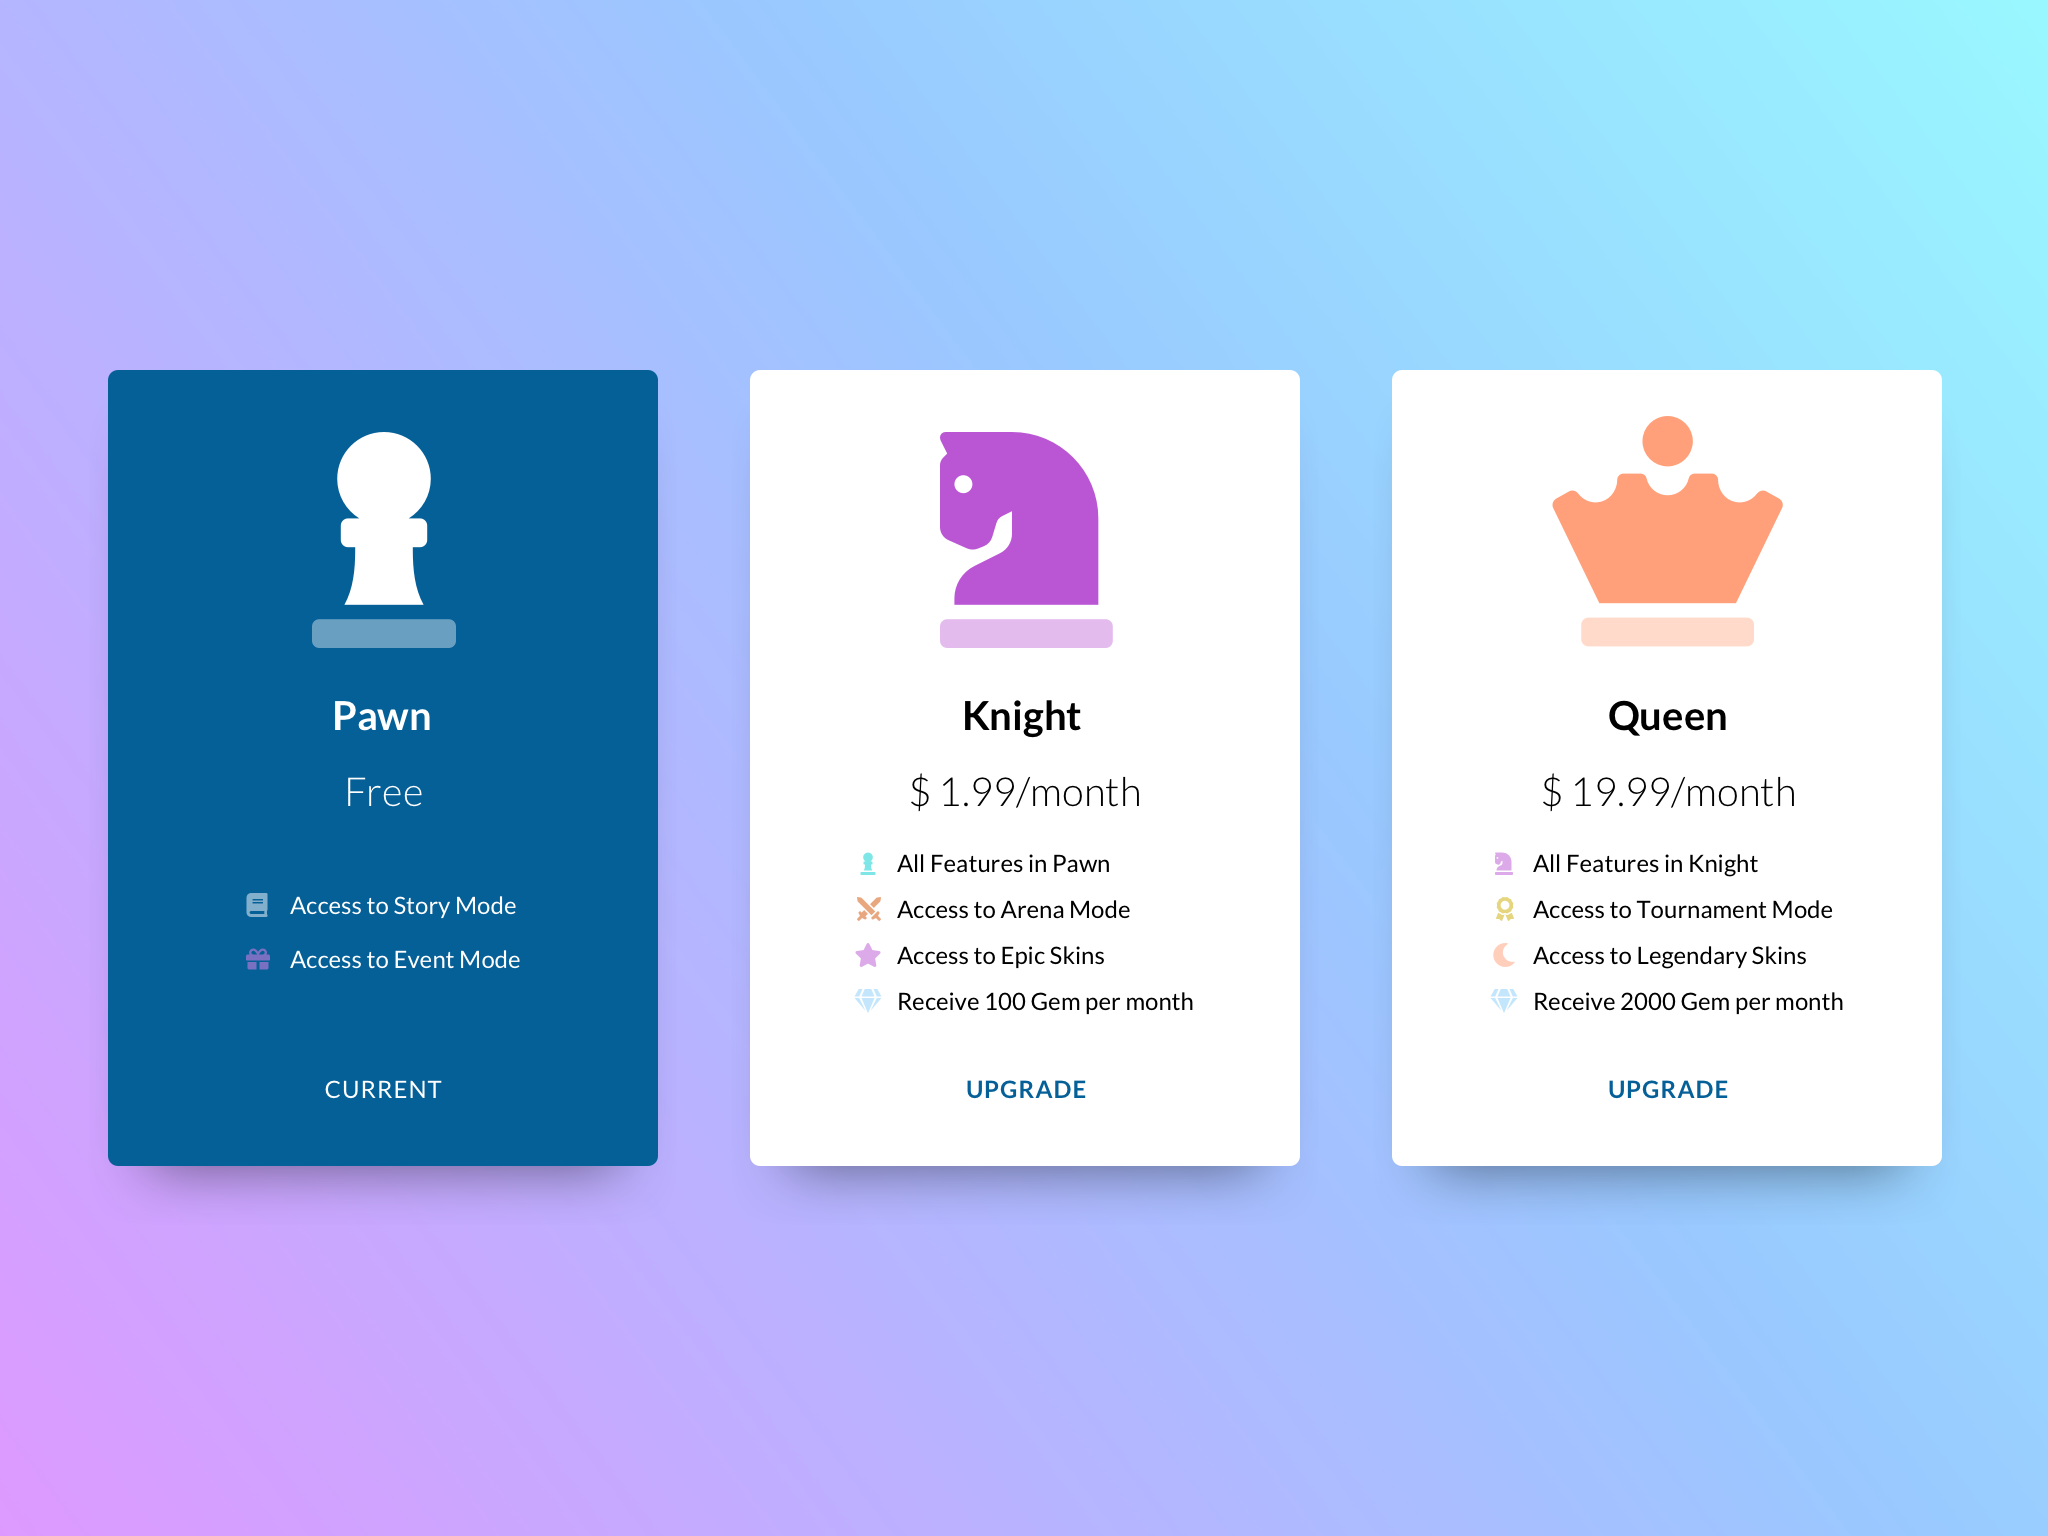 Pawn
Free
Access to Story Mode
Access to Event Mode
CURRENT
Knight
$ 1.99/month
All Features in Pawn
Access to Arena Mode
Access to Epic Skins
Receive 100 Gem per month
UPGRADE
Queen
$ 19.99/month
All Features in Knight
Access to Tournament Mode
Access to Legendary Skins
Receive 2000 Gem per month
UPGRADE